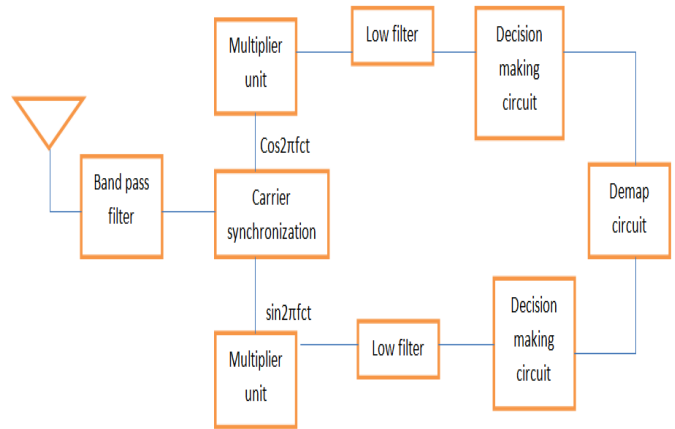 Multiplier
unit
Low filter
Decision
making
circuit
Cos2πfct
Band pass
filter
Carrier
synchronization
Demap
circuit
sin2πfct
Multiplier
unit
Low filter
Decision
making
circuit